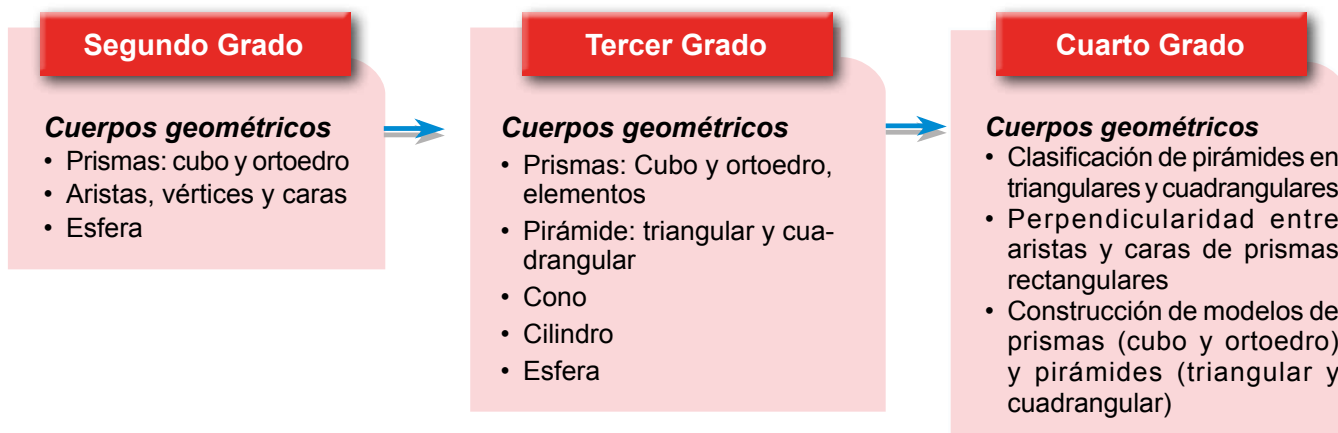 Segundo Grado
Cuerpos geométricos
• Prismas: cubo y ortoedro
• Aristas, vértices y caras
• Esfera
Tercer Grado
Cuerpos geométricos
• Prismas: Cubo y ortoedro,
elementos
• Pirámide: triangular y cua-
drangular
• Cono
• Cilindro
• Esfera
Cuarto Grado
Cuerpos geométricos
• Clasificación de pirámides en
triangulares y cuadrangulares
• Perpendicularidad entre
aristas y caras de prismas
rectangulares
• Construcción de modelos de
prismas (cubo y ortoedro)
y pirámides (triangular y
cuadrangular)